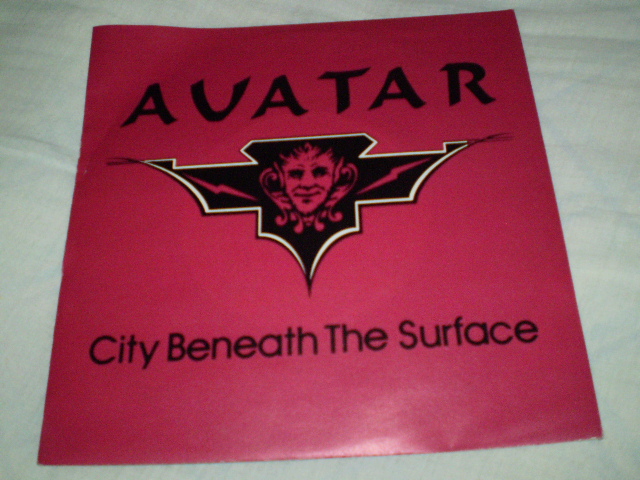 AVATAR
City Beneath The Surface